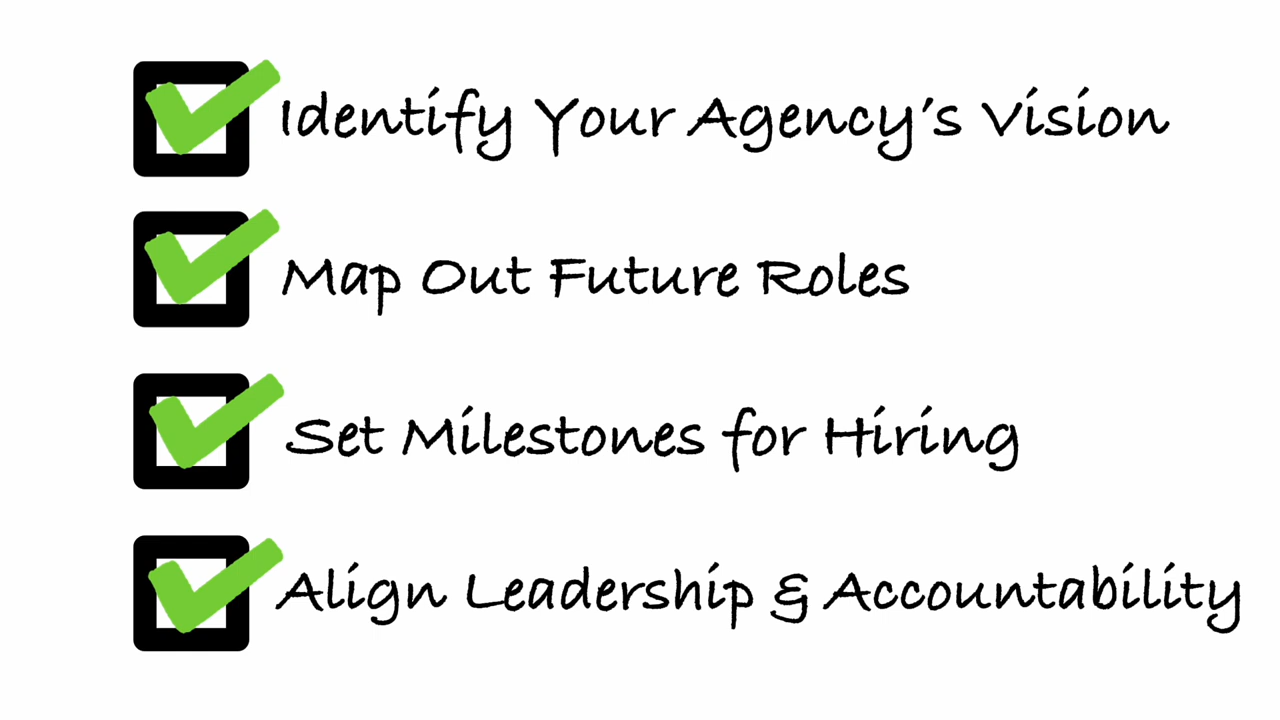 Identify Your Agency's Vision
Map Out Future Roles
Set Milestones for Hiring
Align Leadership & Accountability